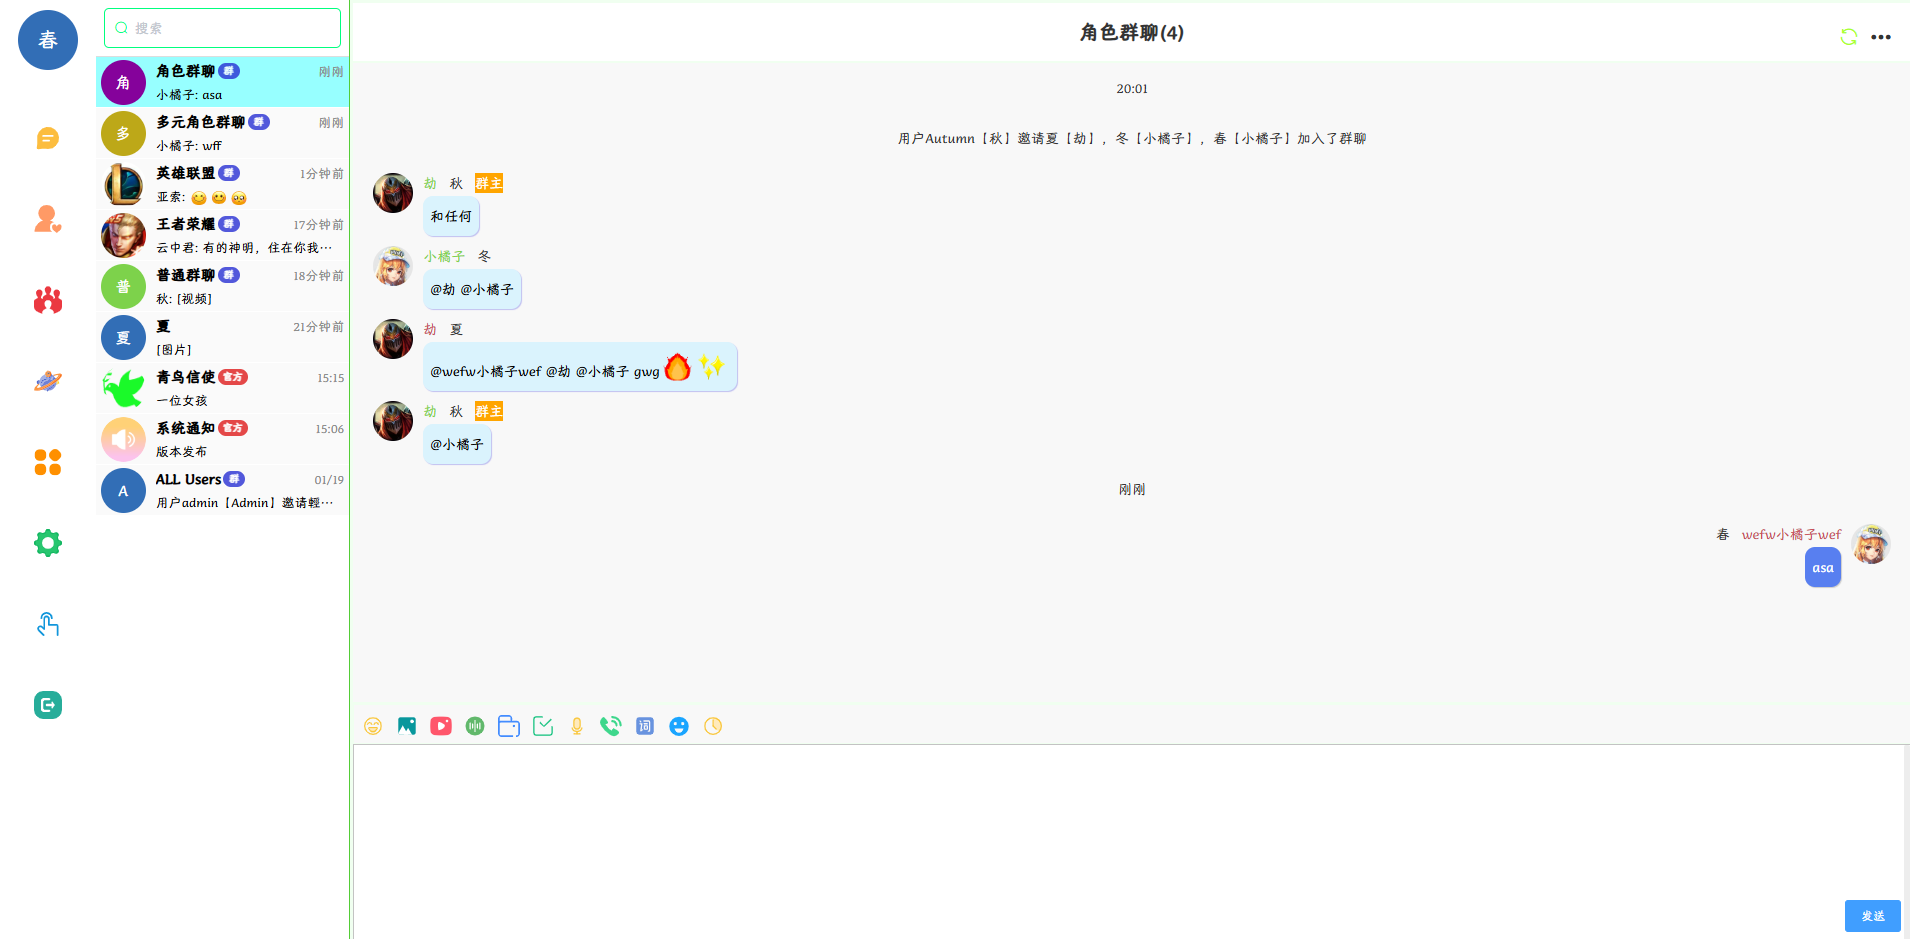 春
搜索
角
角色群聊 群
刚刚
小橘子: asa
多
多元角色群聊 群
刚刚
小橘子: wff
英雄联盟 群
1分钟前
亚索:
王者荣耀 群
17分钟前
云中君: 有的神明，住在你我…
普
普通群聊 群
18分钟前
秋: [视频]
夏
夏
21分钟前
[图片]
青鸟信使 官方
15:15
一位女孩
系统通知 官方
15:06
版本发布
A
ALL Users 群
01/19
用户admin【Admin】邀请輕…
角色群聊(4)
20:01
用户Autumn【秋】邀请夏【劫】，冬【小橘子】，春【小橘子】加入了群聊
劫 秋 群主
和任何
小橘子 冬
@劫 @小橘子
劫 夏
@wefw小橘子wef @劫 @小橘子 gwg
劫 秋 群主
@小橘子
刚刚
春 wefw小橘子wef
asa
词
发送